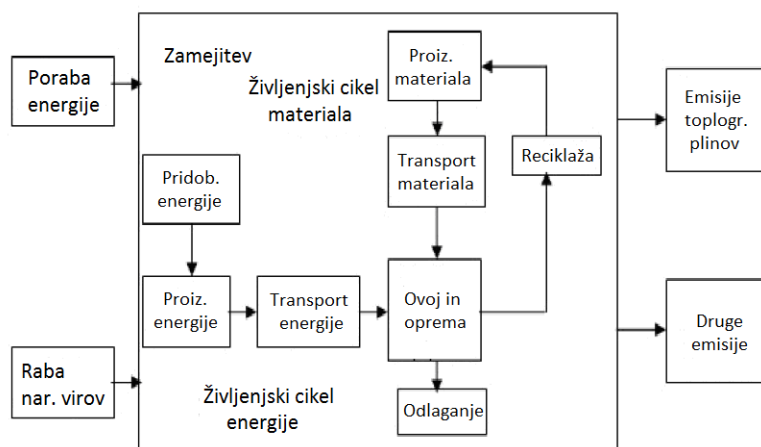 Poraba
energije
Zamejitev
Življenjski cikel
materiala
Proiz.
materiala
Emisije
toplogr.
plinov
Transport
materiala
Reciklaža
Pridob.
energije
Proiz.
energije
Transport
energije
Ovoj in
oprema
Druge
emisije
Raba
nar. virov
Življenjski cikel
energije
Odlaganje